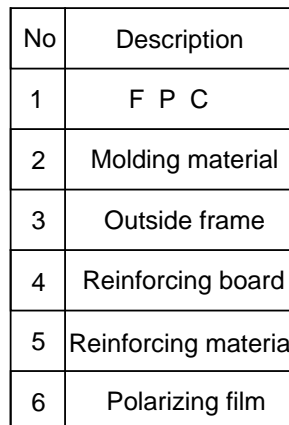 No Description
1 F P C
2 Molding material
3 Outside frame
4 Reinforcing board
5 Reinforcing materia
6 Polarizing film